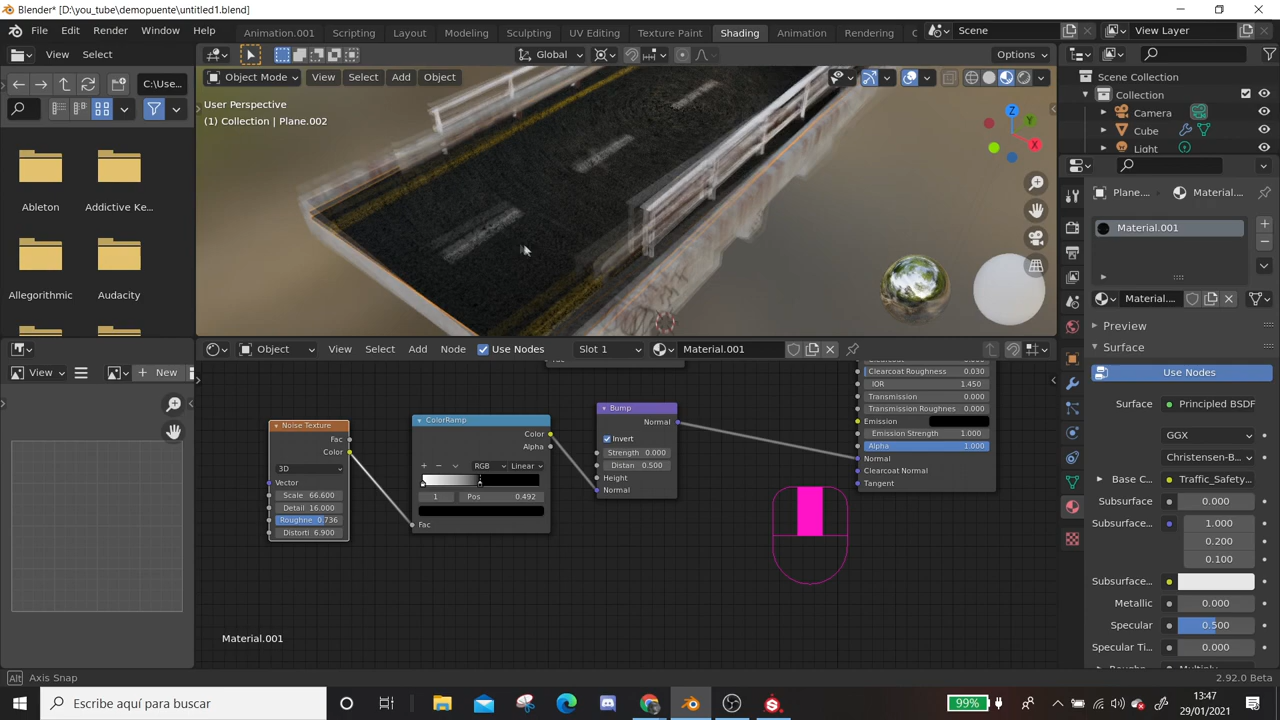 Blender* [D:\you_tube\demopuente\untitled1.blend]
File Edit Render Window Help
Animation.001 Scripting Layout Modeling Sculpting UV Editing Texture Paint Shading Animation Rendering C
Scene
View Layer
View Select
Global
Options
C:\Use...
Object Mode View Select Add Object
User Perspective
(1) Collection | Plane.002
Z
Y
X
Scene Collection
Collection
Camera
Cube
Light
Ableton
Addictive Ke...
Allegorithmic
Audacity
Plane....
Material....
Material.001
Material....
Preview
Surface
Use Nodes
Surface Principled BSDF
GGX
Christensen-B...
Base C... Traffic_Safety...
Subsurface 0.000
Subsurface... 1.000
0.200
0.100
Subsurface...
Metallic 0.000
Specular 0.500
Specular Ti... 0.000
Multiply
View
New
Object View Select Add Node Use Nodes Slot 1 Material.001
Noise Texture
Fac
Color
3D
Vector
Scale 66.600
Detail 16.000
Roughne 0.736
Distorti 6.900
ColorRamp
Color
Alpha
RGB Linear
1 Pos 0.492
Fac
Bump
Normal
Invert
Strength 0.000
Distan 0.500
Height
Normal
Clearcoat Roughness 0.030
IOR 1.450
Transmission 0.000
Transmission Roughnes 0.000
Emission
Emission Strength 1.000
Alpha 1.000
Normal
Clearcoat Normal
Tangent
Material.001
Alt Axis Snap
2.92.0 Beta
Escribe aquí para buscar
99%
13:47
29/01/2021